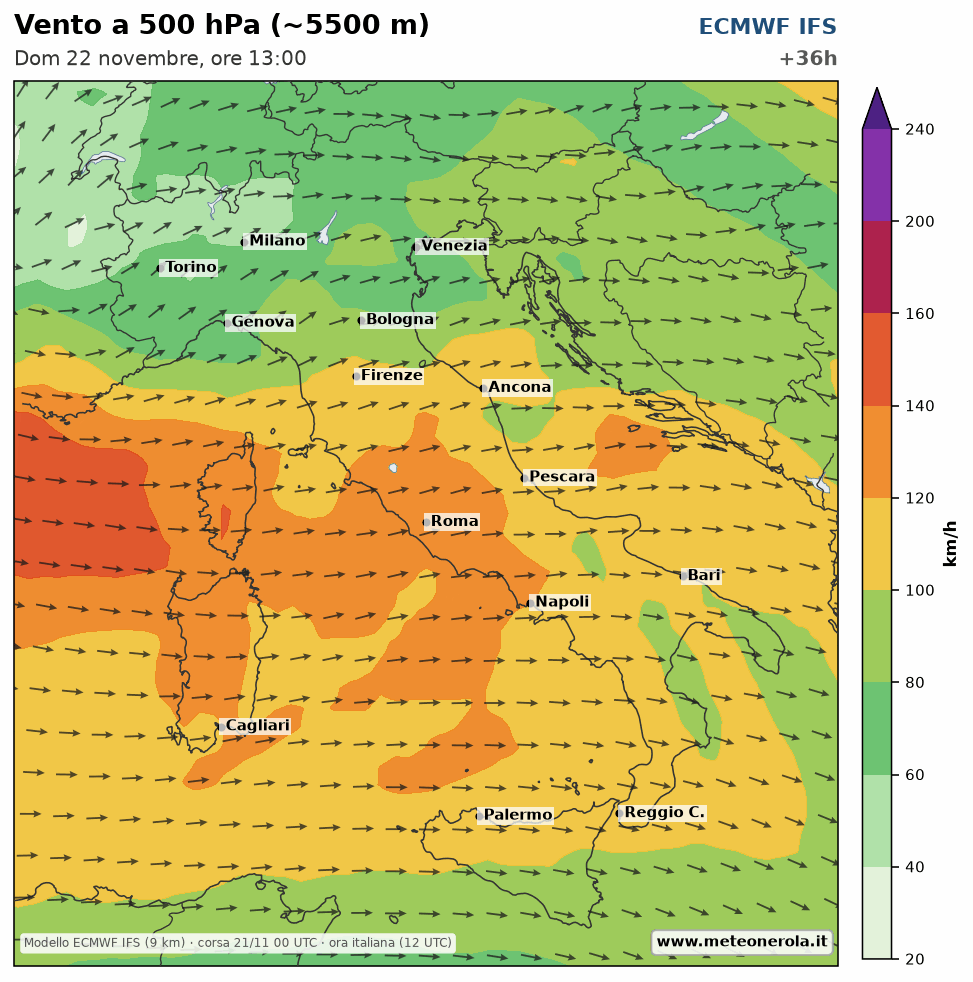 Vento a 500 hPa (~5500 m)
ECMWF IFS
Dom 22 novembre, ore 13:00
+36h
240
200
160
140
120
100
80
60
40
20
km/h
Milano
Venezia
Torino
Genova
Bologna
Firenze
Ancona
Pescara
Roma
Bari
Napoli
Cagliari
Palermo
Reggio C.
Modello ECMWF IFS (9 km) · corsa 21/11 00 UTC · ora italiana (12 UTC)
www.meteonerola.it